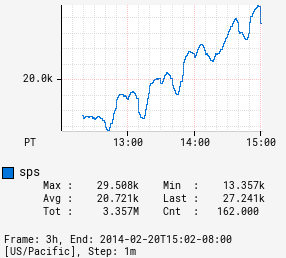 20.0k
PT 13:00 14:00 15:00
sps
Max : 29.508k Min : 13.357k
Avg : 20.721k Last : 27.241k
Tot : 3.357M Cnt : 162.000
Frame: 3h, End: 2014-02-20T15:02-08:00
[US/Pacific], Step: 1m